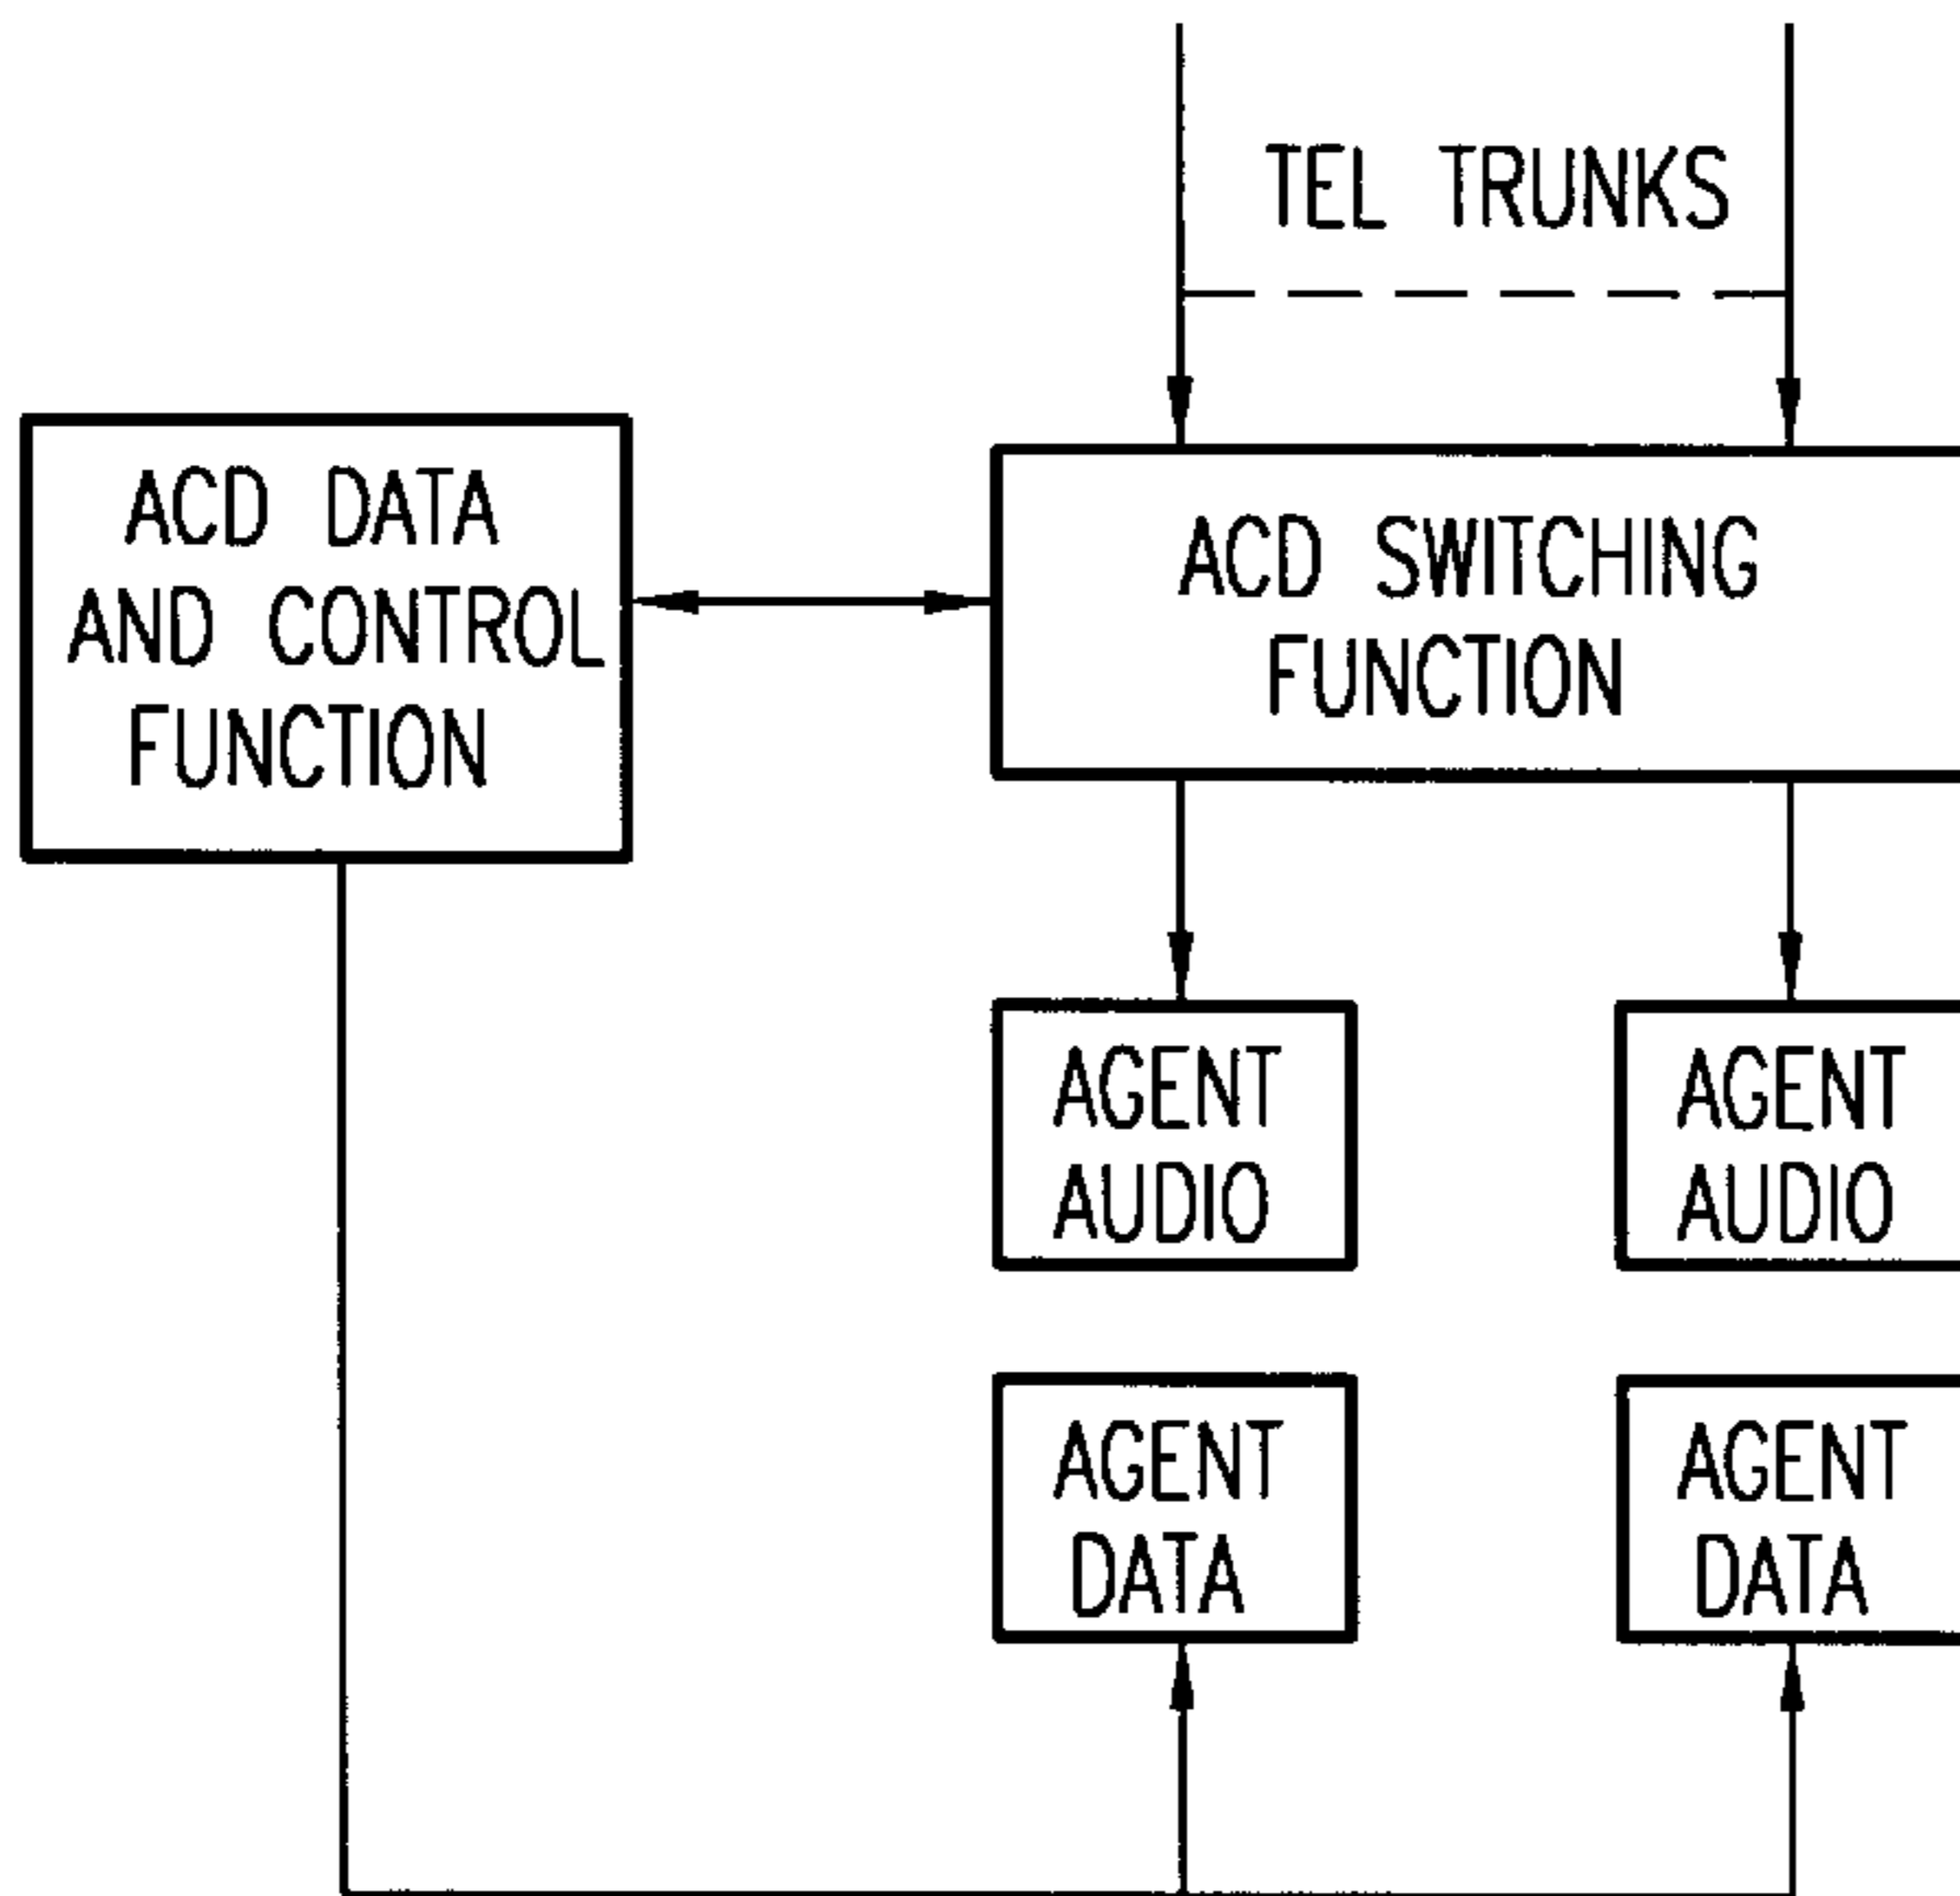 TEL TRUNKS
ACD DATA
AND CONTROL
FUNCTION
ACD SWITCHING
FUNCTION
AGENT
AUDIO
AGENT
AUDIO
AGENT
DATA
AGENT
DATA